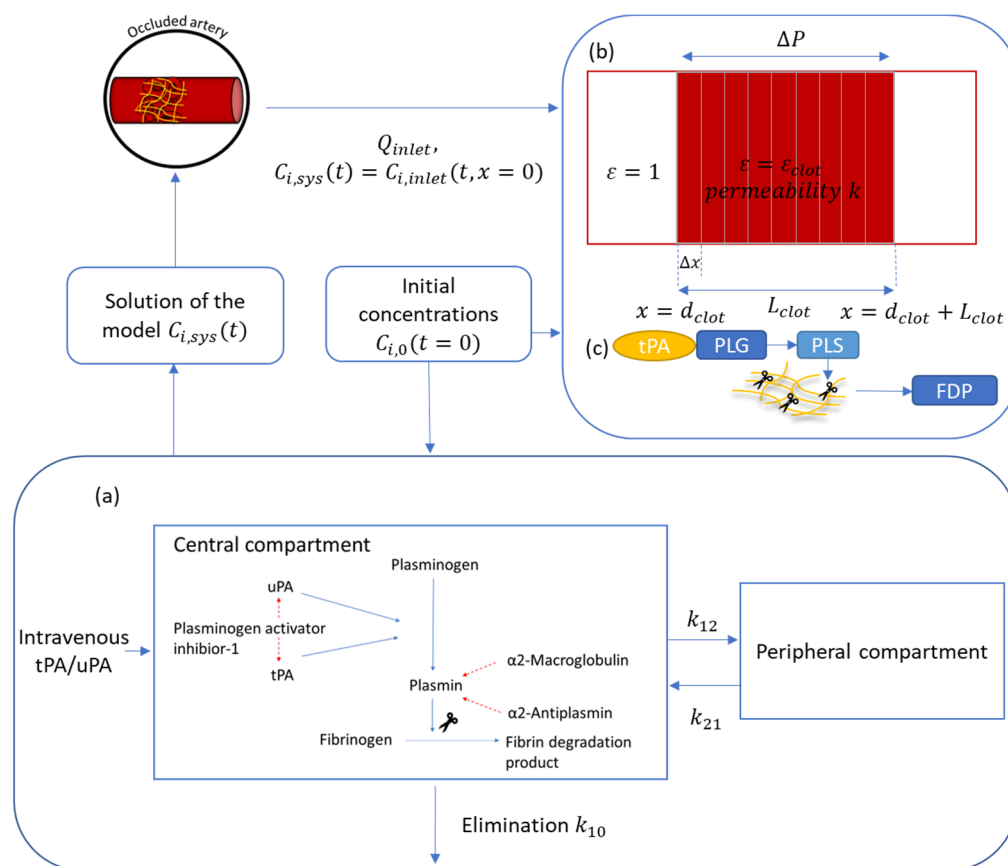 Occluded artery
(b)
ΔP
Q_inlet,
C_i,sys(t) = C_i,inlet(t, x = 0)
ε = 1
ε = ε_clot
permeability k
Δx
L_clot
x = d_clot
x = d_clot + L_clot
Solution of the
model C_i,sys(t)
Initial
concentrations
C_i,0(t = 0)
(c)
tPA
PLG
PLS
FDP
(a)
Central compartment
Plasminogen
uPA
Plasminogen activator
inhibior-1
tPA
Intravenous
tPA/uPA
α2-Macroglobulin
Plasmin
α2-Antiplasmin
Fibrinogen
Fibrin degradation
product
k_12
k_21
Peripheral compartment
Elimination k_10